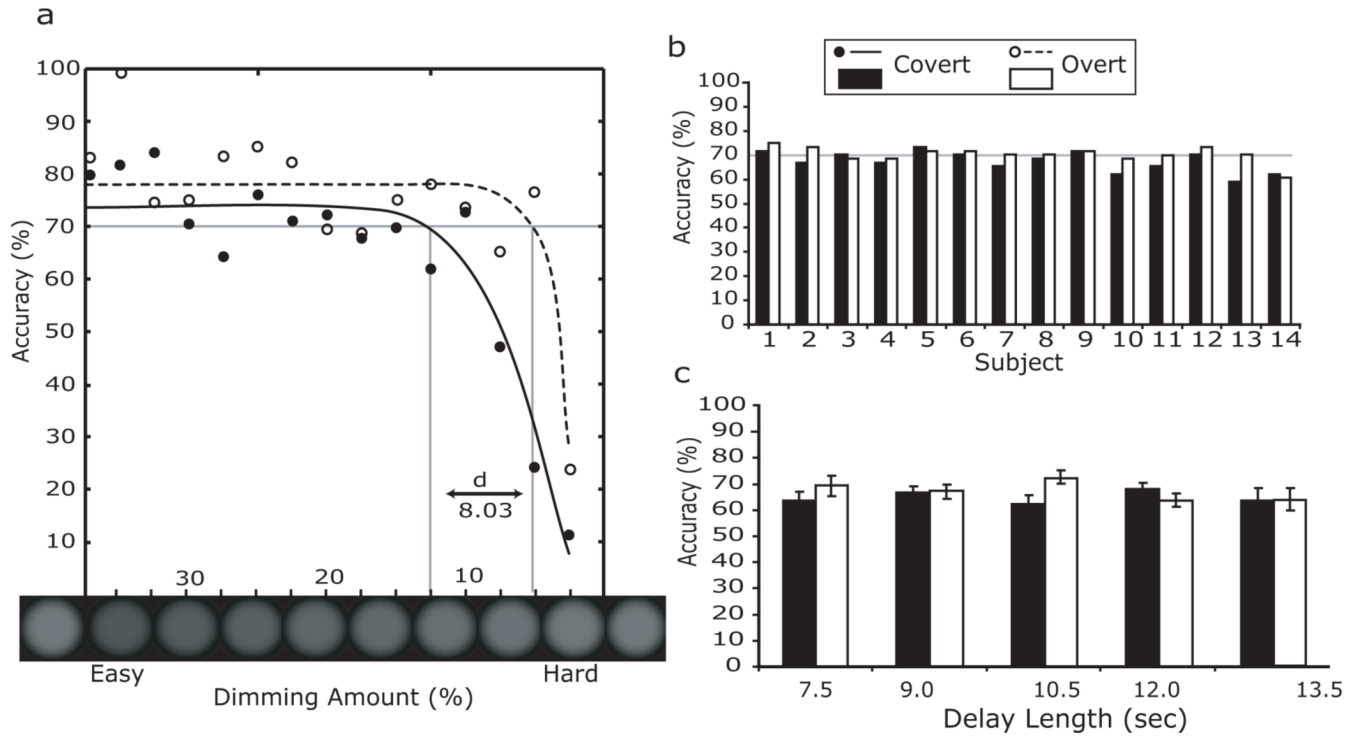 a
100
90
80
70
60
50
40
30
20
10
Accuracy (%)
d
8.03
30 20 10
Easy Hard
Dimming Amount (%)
b
Covert Overt
100
90
80
70
60
50
40
30
20
10
0
Accuracy (%)
1 2 3 4 5 6 7 8 9 10 11 12 13 14
Subject
c
100
90
80
70
60
50
40
30
20
10
0
Accuracy (%)
7.5 9.0 10.5 12.0 13.5
Delay Length (sec)